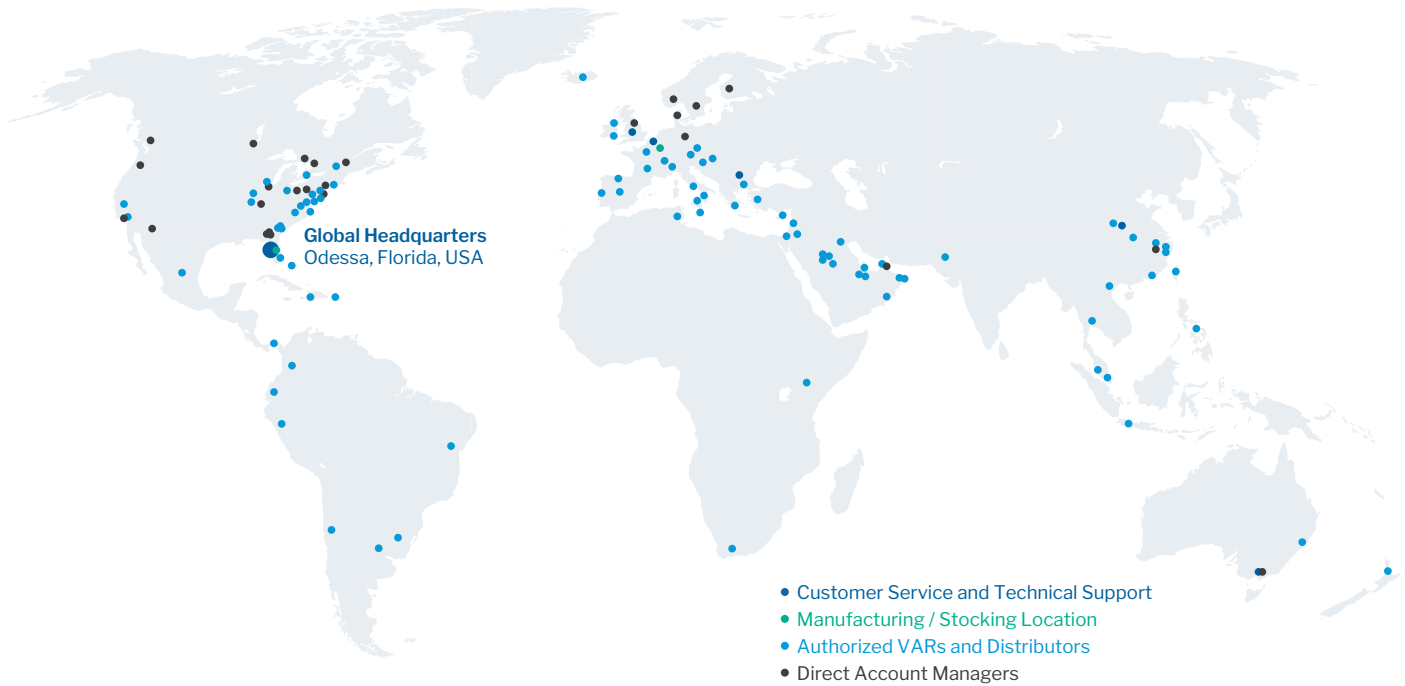 Global Headquarters
Odessa, Florida, USA
Customer Service and Technical Support
Manufacturing / Stocking Location
Authorized VARs and Distributors
Direct Account Managers